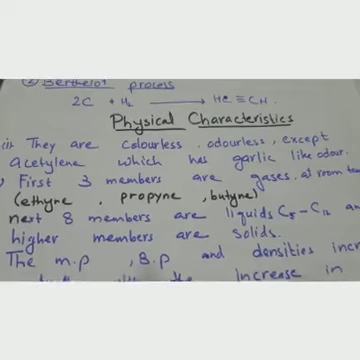 ② Berthelot process
2C + H₂ ⟶ HC≡CH.
Physical Characteristics
(i) They are colourless, odourless, except
acetylene which has garlic like odour.
First 3 members are gases. at room
(ethyne, propyne, butyne)
next 8 members are liquids C₅-C₁₂ an
higher members are solids.
The m.p, B.p and densities incr
increase in